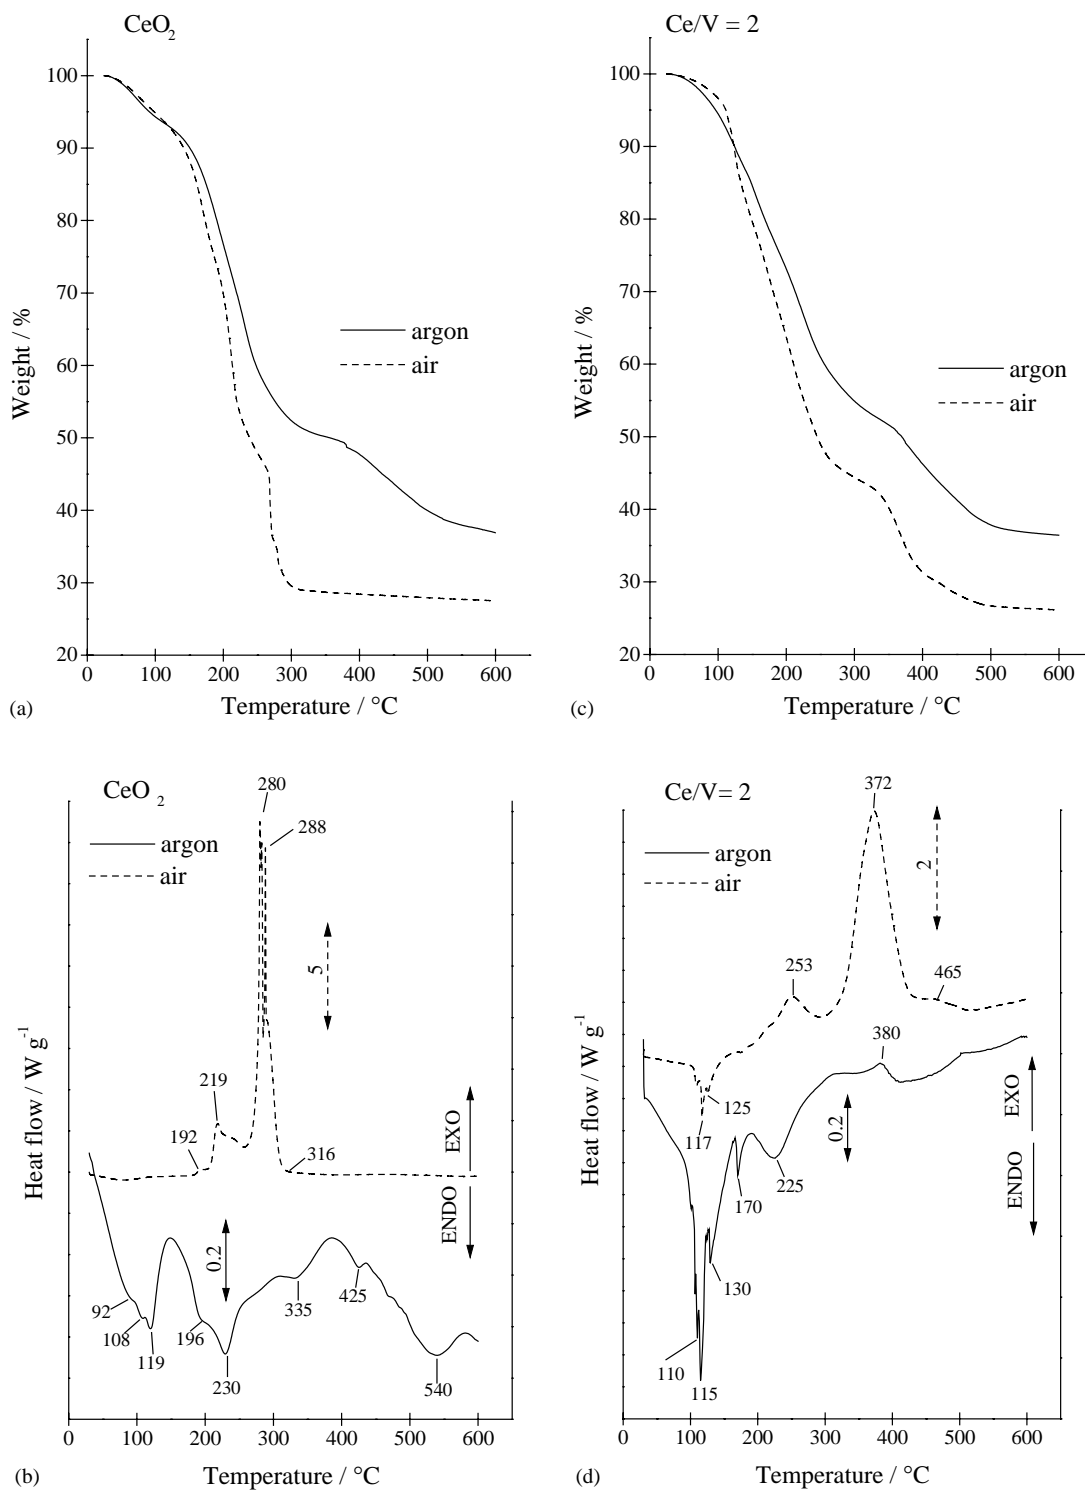 CeO2
100
90
80
70
60
50
40
30
20
0 100 200 300 400 500 600
Weight / %
argon
air
Temperature / °C
(a)
Ce/V = 2
100
90
80
70
60
50
40
30
20
0 100 200 300 400 500 600
Weight / %
argon
air
Temperature / °C
(c)
CeO 2
argon
air
280
288
5
219
192
316
EXO
ENDO
0.2
92
108
119
196
230
335
425
540
Heat flow / W g-1
0 100 200 300 400 500 600
Temperature / °C
(b)
Ce/V= 2
argon
air
372
2
253
465
380
125
117
0.2
EXO
ENDO
170
225
130
110
115
Heat flow / W g-1
0 100 200 300 400 500 600
Temperature / °C
(d)